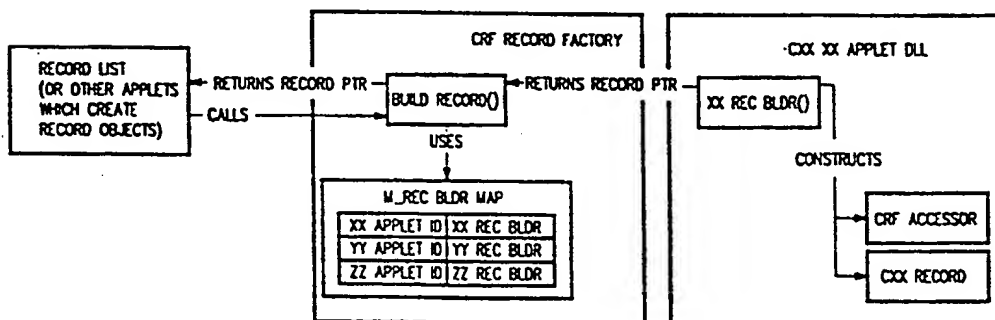 CRF RECORD FACTORY
·CXX XX APPLET DLL
RECORD LIST
(OR OTHER APPLETS
WHICH CREATE
RECORD OBJECTS)
RETURNS RECORD PTR
CALLS
BUILD RECORD()
RETURNS RECORD PTR
XX REC BLDR()
USES
CONSTRUCTS
M_REC BLDR MAP
XX APPLET ID XX REC BLDR
YY APPLET ID YY REC BLDR
ZZ APPLET ID ZZ REC BLDR
CRF ACCESSOR
CXX RECORD